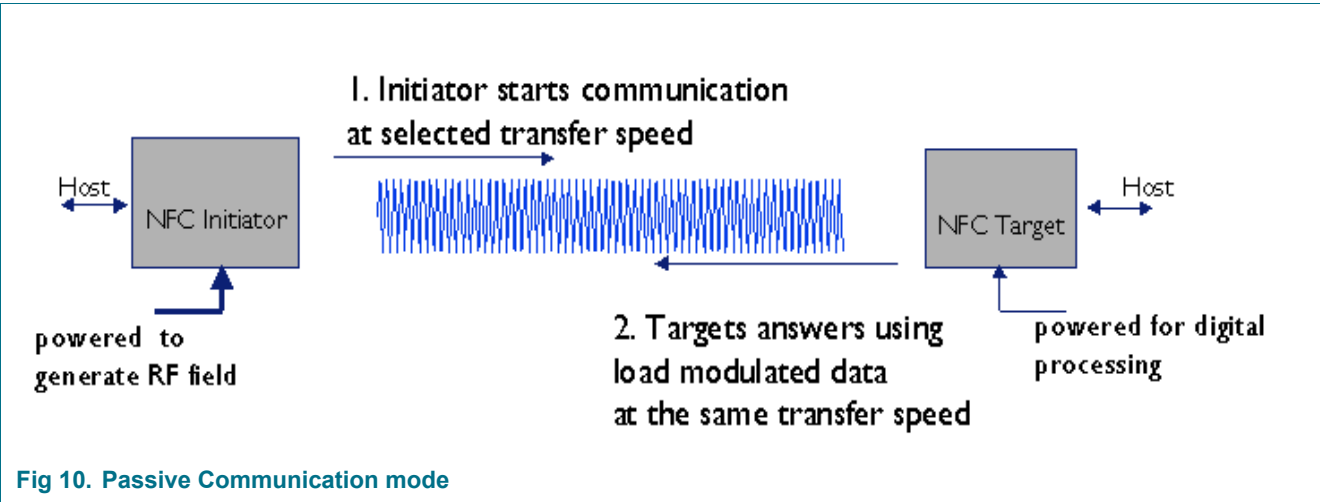 1. Initiator starts communication
at selected transfer speed
Host
NFC Initiator
Host
NFC Target
powered to
generate RF field
2. Targets answers using
load modulated data
at the same transfer speed
powered for digital
processing
Fig 10. Passive Communication mode